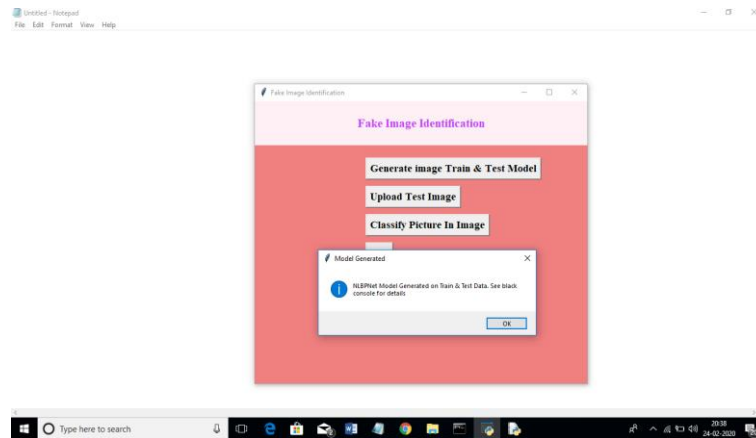 Untitled - Notepad
File Edit Format View Help
Fake Image Identification
Fake Image Identification
Generate image Train & Test Model
Upload Test Image
Classify Picture In Image
Model Generated
NLBPNet Model Generated on Train & Test Data. See black
console for details
OK
Type here to search
20:38
24-02-2020